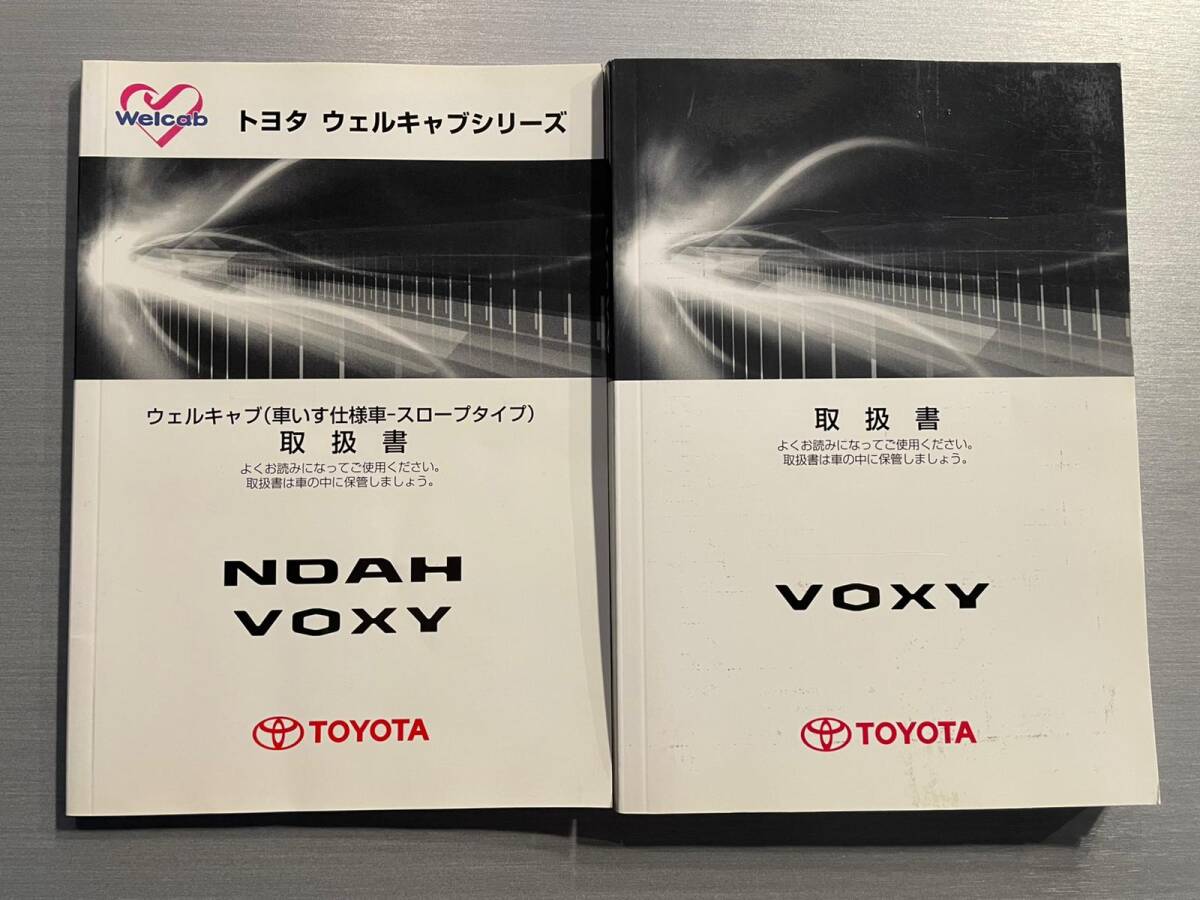 Welcab
トヨタ ウェルキャブシリーズ
ウェルキャブ(車いす仕様車-スロープタイプ)
取扱書
よくお読みになってご使用ください。
取扱書は車の中に保管しましょう。
NOAH
VOXY
TOYOTA
取扱書
よくお読みになってご使用ください。
取扱書は車の中に保管しましょう。
VOXY
TOYOTA